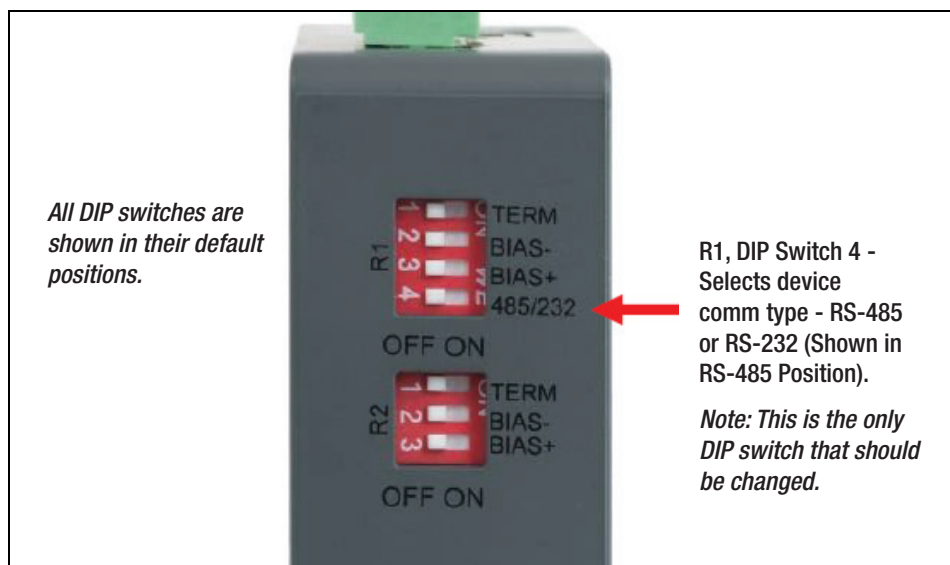 All DIP switches are
shown in their default
positions.
R1
1
2
3
4
ON
TERM
BIAS-
BIAS+
485/232
OFF ON
R2
1
2
3
ON
TERM
BIAS-
BIAS+
OFF ON
R1, DIP Switch 4 -
Selects device
comm type - RS-485
or RS-232 (Shown in
RS-485 Position).
Note: This is the only
DIP switch that should
be changed.